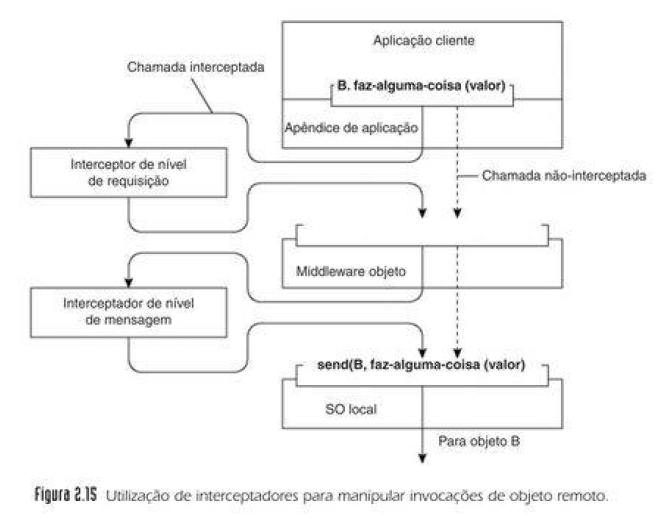 Aplicação cliente
Chamada interceptada
B. faz-alguma-coisa (valor)
Apêndice de aplicação
Interceptor de nível
de requisição
Chamada não-interceptada
Middleware objeto
Interceptador de nível
de mensagem
send(B, faz-alguma-coisa (valor)
SO local
Para objeto B
Figura 2.15 Utilização de interceptadores para manipular invocações de objeto remoto.